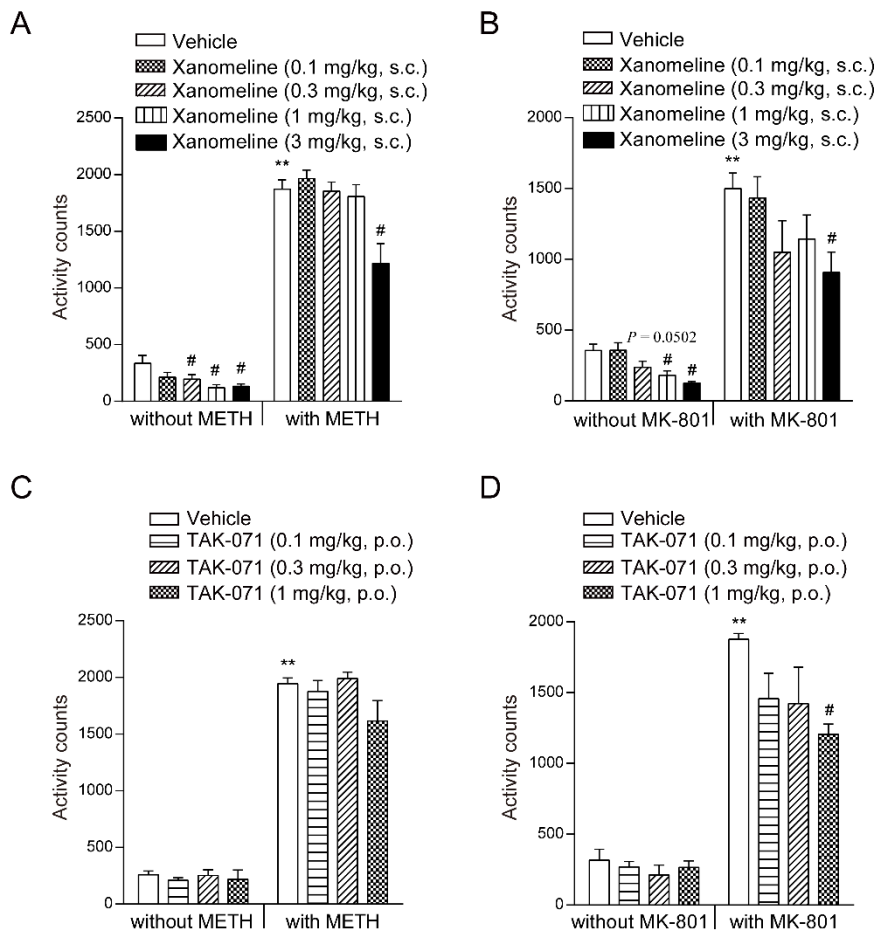 A
Vehicle
Xanomeline (0.1 mg/kg, s.c.)
Xanomeline (0.3 mg/kg, s.c.)
Xanomeline (1 mg/kg, s.c.)
Xanomeline (3 mg/kg, s.c.)
Activity counts
2500
2000
1500
1000
500
0
**
#
# # #
without METH
with METH
B
Vehicle
Xanomeline (0.1 mg/kg, s.c.)
Xanomeline (0.3 mg/kg, s.c.)
Xanomeline (1 mg/kg, s.c.)
Xanomeline (3 mg/kg, s.c.)
Activity counts
2000
1500
1000
500
0
**
#
P = 0.0502
# #
without MK-801
with MK-801
C
Vehicle
TAK-071 (0.1 mg/kg, p.o.)
TAK-071 (0.3 mg/kg, p.o.)
TAK-071 (1 mg/kg, p.o.)
Activity counts
2500
2000
1500
1000
500
0
**
without METH
with METH
D
Vehicle
TAK-071 (0.1 mg/kg, p.o.)
TAK-071 (0.3 mg/kg, p.o.)
TAK-071 (1 mg/kg, p.o.)
Activity counts
2000
1500
1000
500
0
**
#
without MK-801
with MK-801